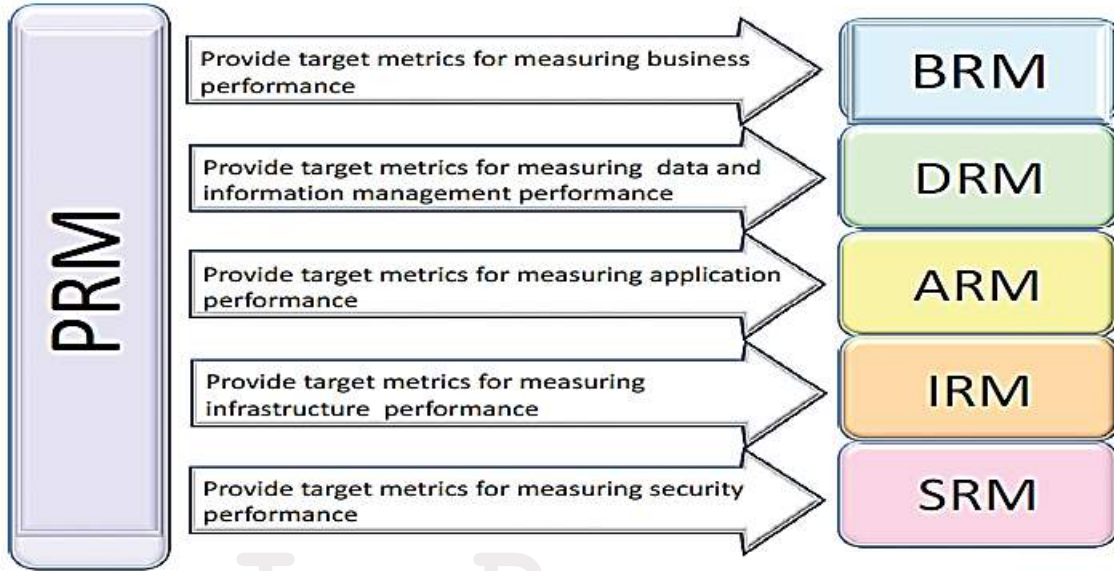 PRM
Provide target metrics for measuring business
performance
BRM
Provide target metrics for measuring data and
information management performance
DRM
Provide target metrics for measuring application
performance
ARM
Provide target metrics for measuring
infrastructure performance
IRM
Provide target metrics for measuring security
performance
SRM